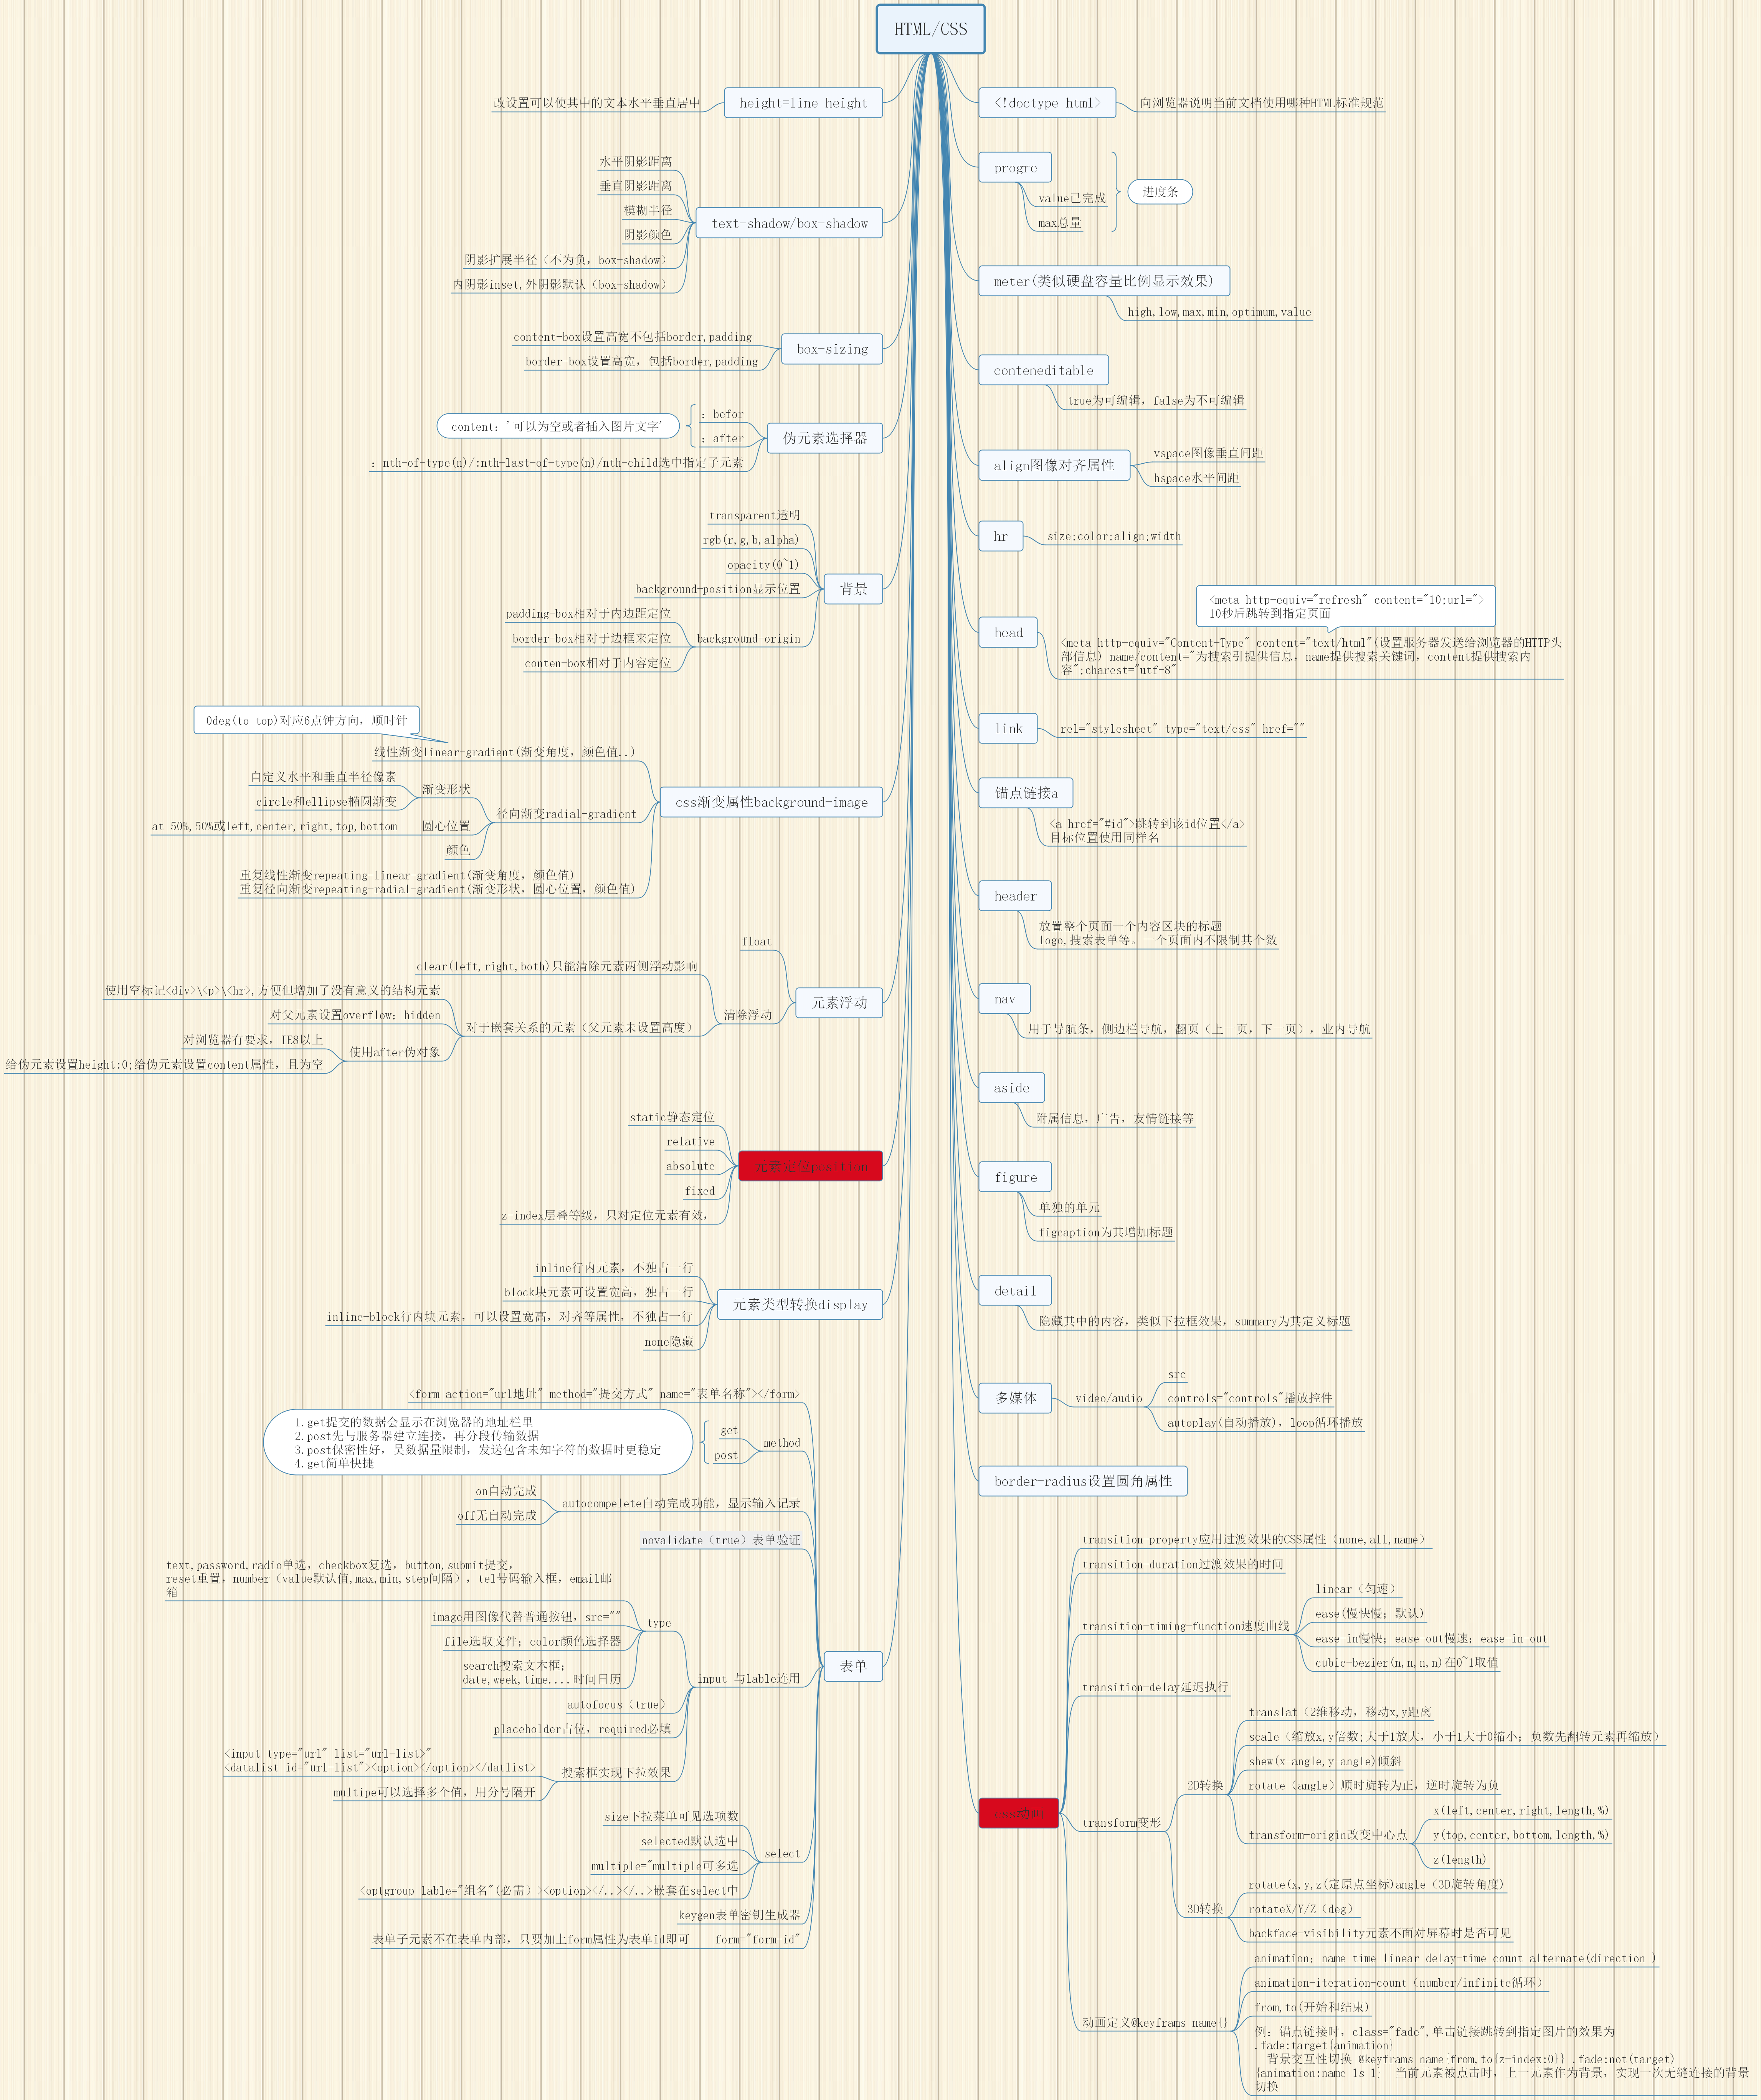 HTML/CSS
height=line height
改设置可以使其中的文本水平垂直居中
text-shadow/box-shadow
水平阴影距离
垂直阴影距离
模糊半径
阴影颜色
阴影扩展半径（不为负，box-shadow）
内阴影inset,外阴影默认（box-shadow）
box-sizing
content-box设置高宽不包括border,padding
border-box设置高宽，包括border,padding
伪元素选择器
：befor
：after
content：'可以为空或者插入图片文字'
：nth-of-type(n)/:nth-last-of-type(n)/nth-child选中指定子元素
背景
transparent透明
rgb(r,g,b,alpha)
opacity(0~1)
background-position显示位置
background-origin
padding-box相对于内边距定位
border-box相对于边框来定位
conten-box相对于内容定位
css渐变属性background-image
0deg(to top)对应6点钟方向，顺时针
线性渐变linear-gradient(渐变角度，颜色值..)
径向渐变radial-gradient
渐变形状
自定义水平和垂直半径像素
circle和ellipse椭圆渐变
圆心位置
at 50%,50%或left,center,right,top,bottom
颜色
重复线性渐变repeating-linear-gradient(渐变角度，颜色值)
重复径向渐变repeating-radial-gradient(渐变形状，圆心位置，颜色值)
元素浮动
float
清除浮动
clear(left,right,both)只能清除元素两侧浮动影响
对于嵌套关系的元素（父元素未设置高度）
使用空标记<div>\<p>\<hr>,方便但增加了没有意义的结构元素
对父元素设置overflow：hidden
使用after伪对象
对浏览器有要求，IE8以上
给伪元素设置height:0;给伪元素设置content属性，且为空
元素定位position
static静态定位
relative
absolute
fixed
z-index层叠等级，只对定位元素有效，
元素类型转换display
inline行内元素，不独占一行
block块元素可设置宽高，独占一行
inline-block行内块元素，可以设置宽高，对齐等属性，不独占一行
none隐藏
表单
<form action="url地址" method="提交方式" name="表单名称"></form>
method
get
post
1.get提交的数据会显示在浏览器的地址栏里
2.post先与服务器建立连接，再分段传输数据
3.post保密性好，吴数据量限制，发送包含未知字符的数据时更稳定
4.get简单快捷
autocompelete自动完成功能，显示输入记录
on自动完成
off无自动完成
novalidate（true）表单验证
input 与lable连用
type
text,password,radio单选，checkbox复选，button,submit提交，
reset重置，number（value默认值,max,min,step间隔），tel号码输入框，email邮
箱
image用图像代替普通按钮，src=""
file选取文件；color颜色选择器
search搜索文本框；
date,week,time....时间日历
autofocus（true）
placeholder占位，required必填
搜索框实现下拉效果
<input type="url" list="url-list>"
<datalist id="url-list"><option></option></datlist>
multipe可以选择多个值，用分号隔开
select
size下拉菜单可见选项数
selected默认选中
multiple="multiple可多选
<optgroup lable="组名"(必需）><option></..></..>嵌套在select中
keygen表单密钥生成器
form="form-id"
表单子元素不在表单内部，只要加上form属性为表单id即可
<!doctype html>
向浏览器说明当前文档使用哪种HTML标准规范
progre
value已完成
max总量
进度条
meter(类似硬盘容量比例显示效果)
high,low,max,min,optimum,value
conteneditable
true为可编辑，false为不可编辑
align图像对齐属性
vspace图像垂直间距
hspace水平间距
hr
size;color;align;width
head
<meta http-equiv="refresh" content="10;url=">
10秒后跳转到指定页面
<meta http-equiv="Content-Type" content="text/html"(设置服务器发送给浏览器的HTTP头
部信息) name/content="为搜索引提供信息，name提供搜索关键词，content提供搜索内
容";charest="utf-8"
link
rel="stylesheet" type="text/css" href=""
锚点链接a
<a href="#id">跳转到该id位置</a>
目标位置使用同样名
header
放置整个页面一个内容区块的标题
logo,搜索表单等。一个页面内不限制其个数
nav
用于导航条，侧边栏导航，翻页（上一页，下一页），业内导航
aside
附属信息，广告，友情链接等
figure
单独的单元
figcaption为其增加标题
detail
隐藏其中的内容，类似下拉框效果，summary为其定义标题
多媒体
video/audio
src
controls="controls"播放控件
autoplay(自动播放)，loop循环播放
border-radius设置圆角属性
css动画
transition-property应用过渡效果的CSS属性（none,all,name）
transition-duration过渡效果的时间
transition-timing-function速度曲线
linear（匀速）
ease(慢快慢；默认)
ease-in慢快；ease-out慢速；ease-in-out
cubic-bezier(n,n,n,n)在0~1取值
transition-delay延迟执行
transform变形
2D转换
translat（2维移动，移动x,y距离
scale（缩放x,y倍数;大于1放大，小于1大于0缩小；负数先翻转元素再缩放）
shew(x-angle,y-angle)倾斜
rotate（angle）顺时旋转为正，逆时旋转为负
transform-origin改变中心点
x(left,center,right,length,%)
y(top,center,bottom,length,%)
z(length)
3D转换
rotate(x,y,z(定原点坐标)angle（3D旋转角度)
rotateX/Y/Z（deg）
backface-visibility元素不面对屏幕时是否可见
动画定义@keyframs name{}
animation：name time linear delay-time count alternate(direction )
animation-iteration-count（number/infinite循环）
from,to(开始和结束)
例：锚点链接时，class="fade",单击链接跳转到指定图片的效果为
.fade:target{animation}
背景交互性切换 @keyframs name{from,to{z-index:0}} .fade:not(target)
{animation:name 1s 1} 当前元素被点击时，上一元素作为背景，实现一次无缝连接的背景
切换